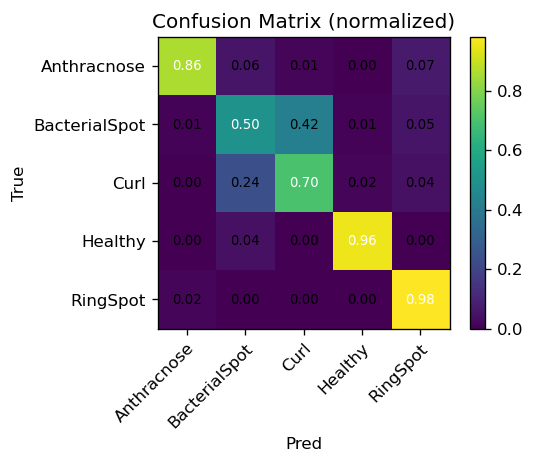 Confusion Matrix (normalized)
True
Anthracnose 0.86 0.06 0.01 0.00 0.07
BacterialSpot 0.01 0.50 0.42 0.01 0.05
Curl 0.00 0.24 0.70 0.02 0.04
Healthy 0.00 0.04 0.00 0.96 0.00
RingSpot 0.02 0.00 0.00 0.00 0.98
Anthracnose BacterialSpot Curl Healthy RingSpot
Pred
0.8
0.6
0.4
0.2
0.0